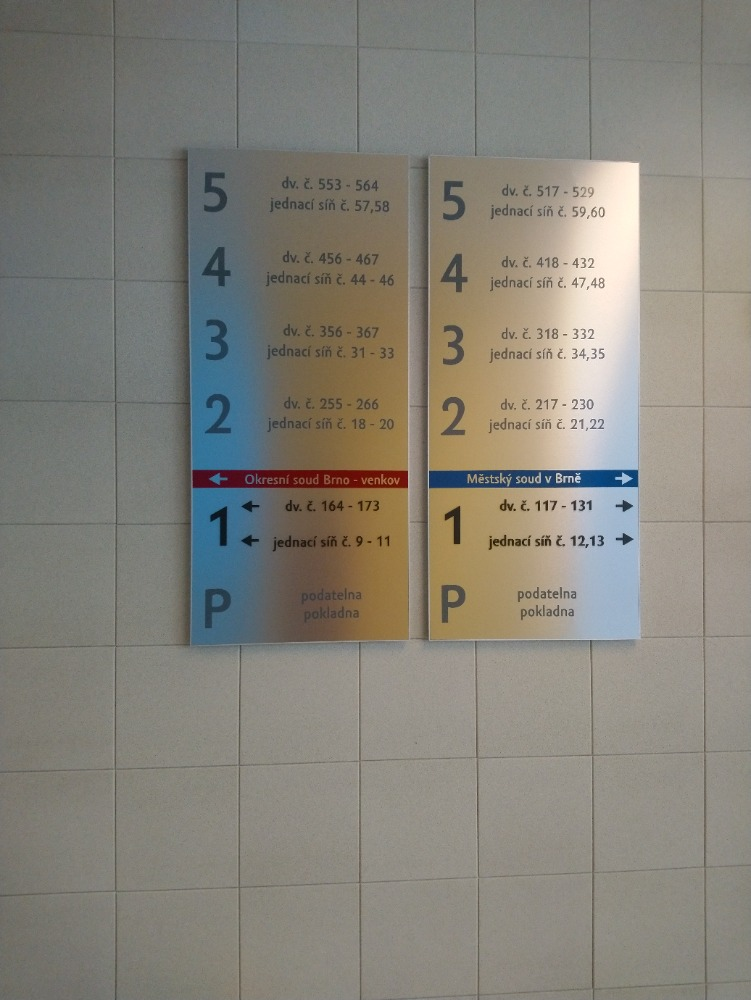 5
dv. č. 553 - 564
jednací síň č. 57,58
4
dv. č. 456 - 467
jednací síň č. 44 - 46
3
dv. č. 356 - 367
jednací síň č. 31 - 33
2
dv. č. 255 - 266
jednací síň č. 18 - 20
← Okresní soud Brno - venkov
1
← dv. č. 164 - 173
← jednací síň č. 9 - 11
P
podatelna
pokladna
5
dv. č. 517 - 529
jednací síň č. 59,60
4
dv. č. 418 - 432
jednací síň č. 47,48
3
dv. č. 318 - 332
jednací síň č. 34,35
2
dv. č. 217 - 230
jednací síň č. 21,22
Městský soud v Brně →
1
dv. č. 117 - 131 →
jednací síň č. 12,13 →
P
podatelna
pokladna